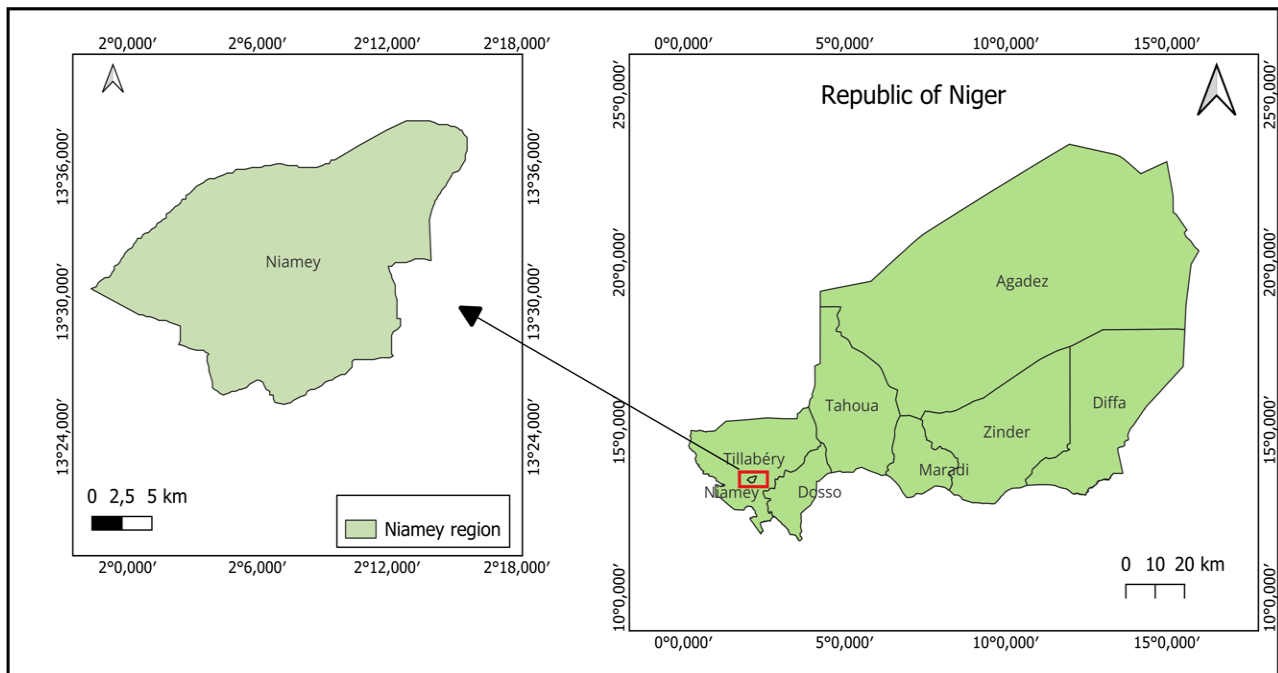 2°0,000′ 2°6,000′ 2°12,000′ 2°18,000′
13°36,000′
13°30,000′
13°24,000′
Niamey
13°36,000′
13°30,000′
13°24,000′
0 2,5 5 km
Niamey region
2°0,000′ 2°6,000′ 2°12,000′ 2°18,000′
0°0,000′ 5°0,000′ 10°0,000′ 15°0,000′
Republic of Niger
25°0,000′
20°0,000′
15°0,000′
10°0,000′
Agadez
Tahoua
Diffa
Zinder
Tillabéry
Maradi
Niamey
Dosso
25°0,000′
20°0,000′
15°0,000′
10°0,000′
0 10 20 km
0°0,000′ 5°0,000′ 10°0,000′ 15°0,000′